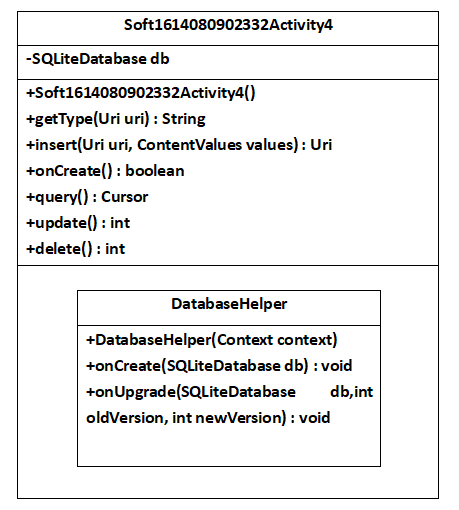 Soft1614080902332Activity4
-SQLiteDatabase db
+Soft1614080902332Activity4()
+getType(Uri uri) : String
+insert(Uri uri, ContentValues values) : Uri
+onCreate() : boolean
+query() : Cursor
+update() : int
+delete() : int
DatabaseHelper
+DatabaseHelper(Context context)
+onCreate(SQLiteDatabase db) : void
+onUpgrade(SQLiteDatabase db,int
oldVersion, int newVersion) : void